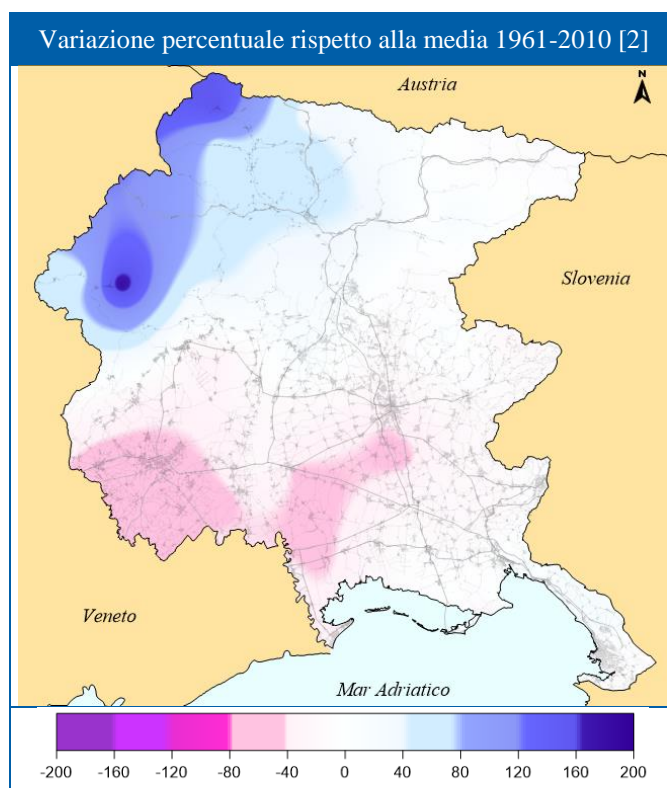 Variazione percentuale rispetto alla media 1961-2010 [2]
Austria
N
Slovenia
Veneto
Mar Adriatico
-200 -160 -120 -80 -40 0 40 80 120 160 200